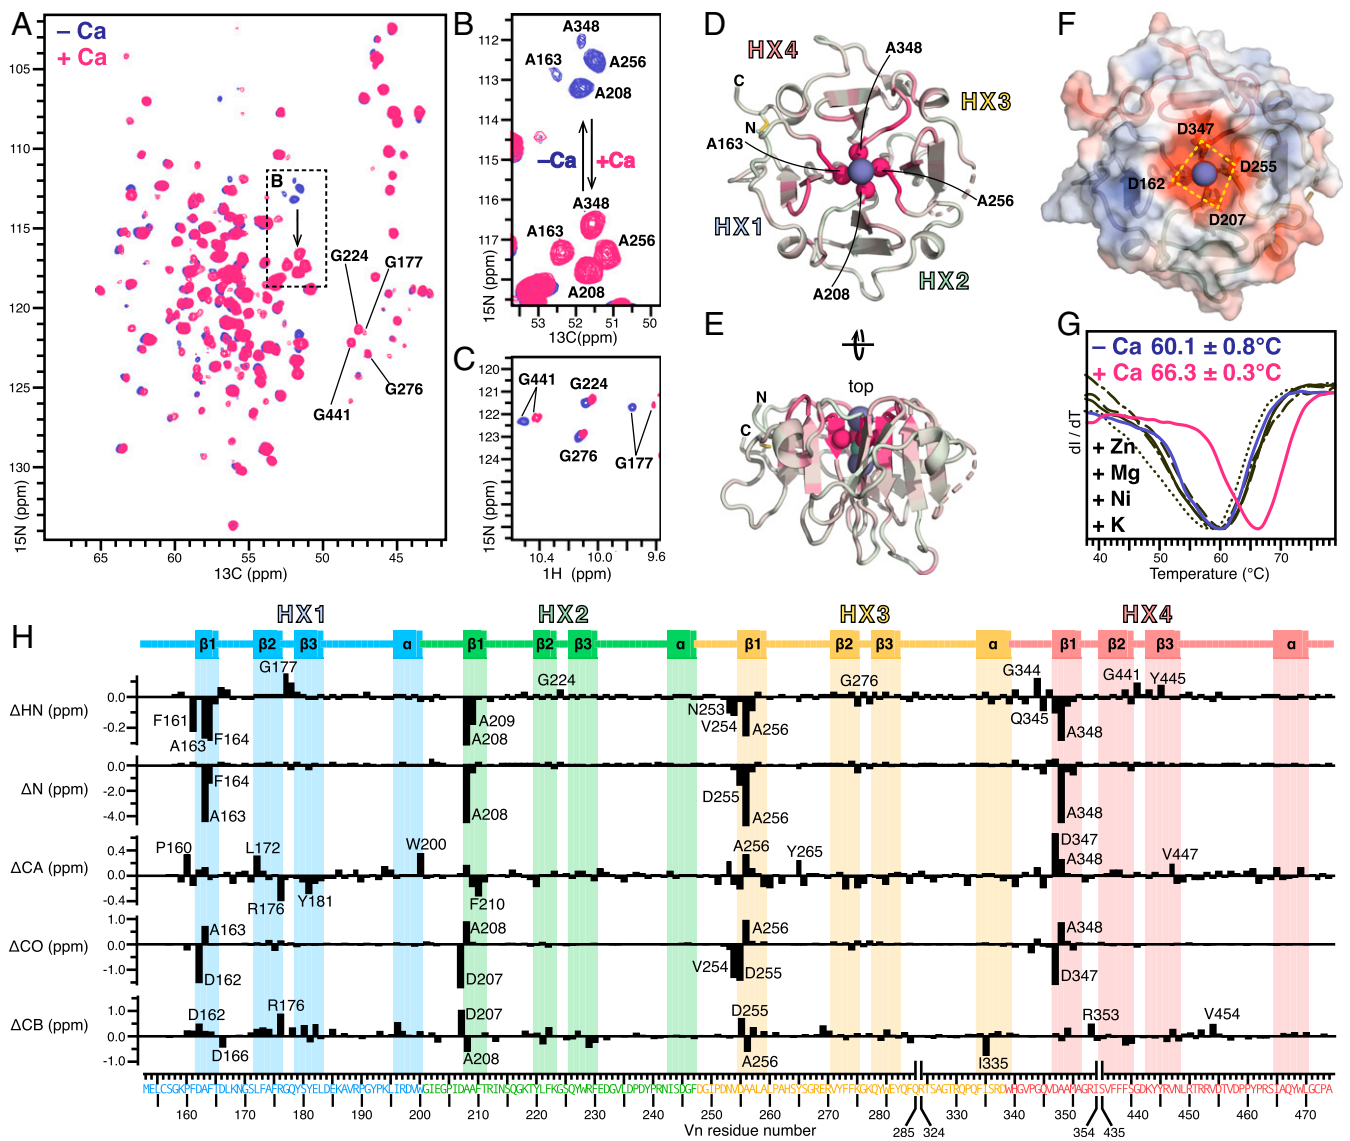 A
– Ca
+ Ca
105
110
115
120
125
130
15N (ppm)
65
60
55
50
45
13C (ppm)
B
G224
G177
G441
G276
B
A348
A163
A256
A208
–Ca
+Ca
A348
A163
A256
A208
112
113
114
115
116
117
15N (ppm)
53
52
51
50
13C(ppm)
C
120
121
122
123
124
15N (ppm)
G441
G224
G276
G177
10.4
10.0
9.6
1H (ppm)
D
HX4
A348
C
HX3
N
A163
A256
HX1
HX2
A208
E
top
N
C
F
D347
D255
D162
D207
G
– Ca 60.1 ± 0.8°C
+ Ca 66.3 ± 0.3°C
dI / dT
+ Zn
+ Mg
+ Ni
+ K
40
50
60
70
Temperature (°C)
H
HX1
HX2
HX3
HX4
β1
β2
β3
α
β1
β2
β3
α
β1
β2
β3
α
β1
β2
β3
α
ΔHN (ppm)
0.0
-0.2
G177
F161
A163
F164
G224
A209
A208
N253
V254
A256
G276
G344
Q345
A348
G441
Y445
ΔN (ppm)
0.0
-2.0
-4.0
F164
A163
A208
D255
A256
A348
ΔCA (ppm)
0.4
0.0
-0.4
P160
L172
R176
Y181
W200
F210
A256
Y265
D347
A348
V447
ΔCO (ppm)
1.0
0.0
-1.0
A163
D162
A208
D207
A256
V254
D255
A348
D347
ΔCB (ppm)
1.0
0.0
-1.0
D162
D166
R176
D207
A208
D255
A256
I335
R353
V454
160
170
180
190
200
210
220
230
240
250
260
270
280
285
324
330
340
350
354
435
440
450
460
470
Vn residue number